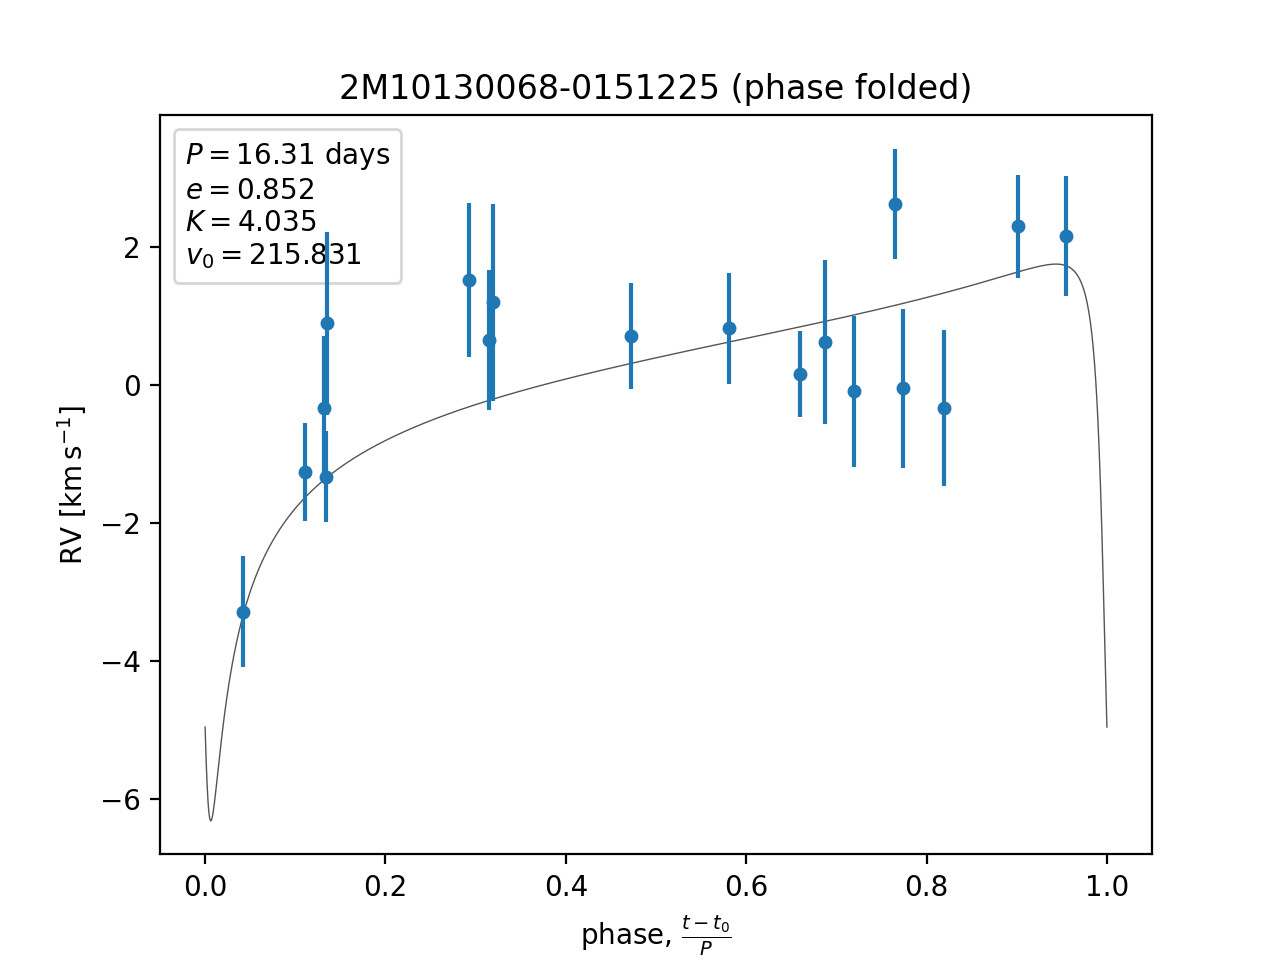 2M10130068-0151225 (phase folded)
P = 16.31 days
e = 0.852
K = 4.035
v₀ = 215.831
2
0
−2
−4
−6
RV [km s⁻¹]
0.0 0.2 0.4 0.6 0.8 1.0
phase, (t − t₀)/P